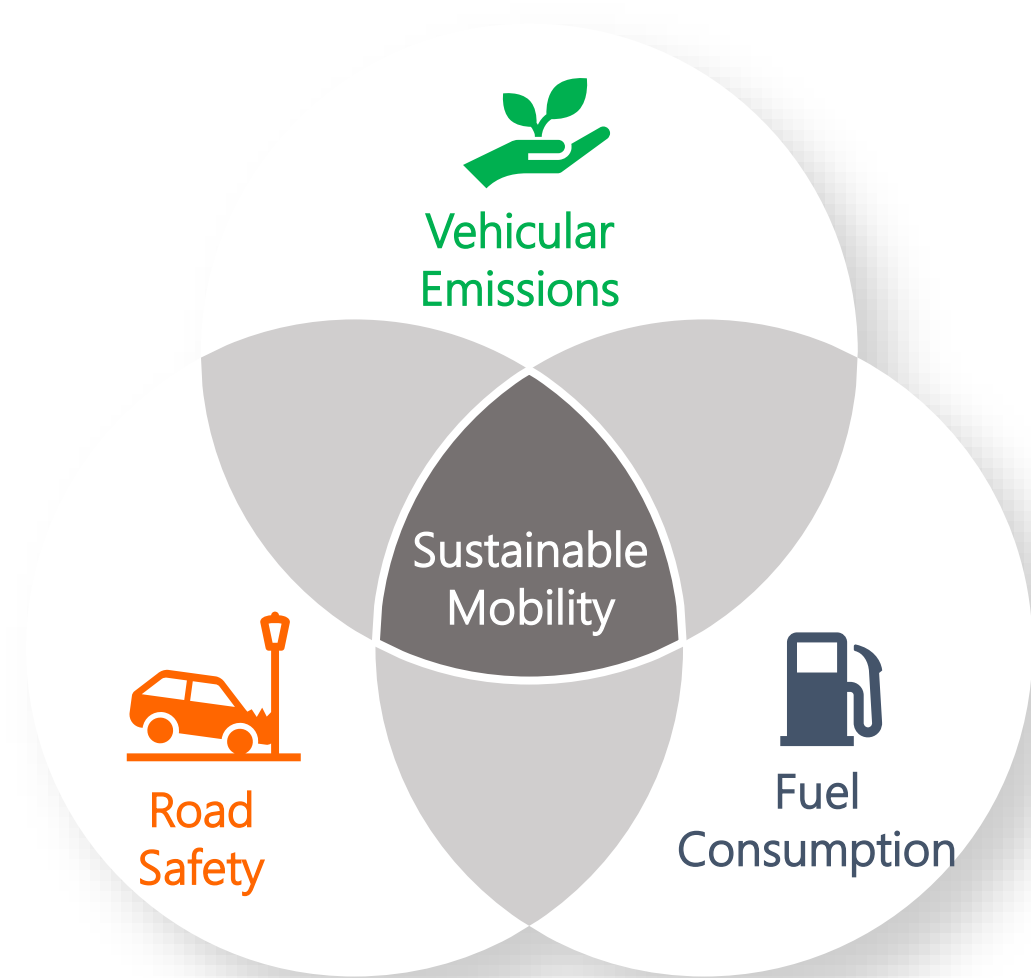 Vehicular
Emissions
Sustainable
Mobility
Road
Safety
Fuel
Consumption